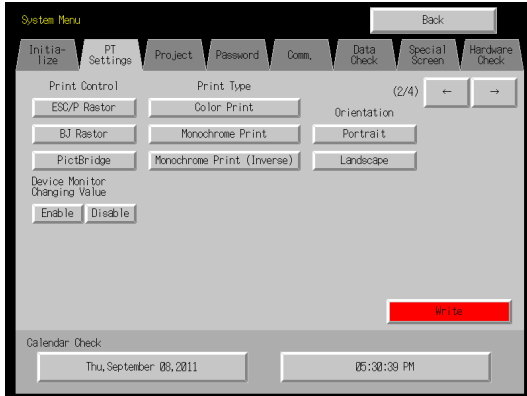 System Menu
Back
Initia-
lize
PT
Settings
Project
Password
Comm.
Data
Check
Special
Screen
Hardware
Check
Print Control
Print Type
(2/4)
←
→
ESC/P Rastor
Color Print
Orientation
BJ Rastor
Monochrome Print
Portrait
PictBridge
Monochrome Print (Inverse)
Landscape
Device Monitor
Changing Value
Enable
Disable
Write
Calendar Check
Thu,September 08,2011
05:30:39 PM